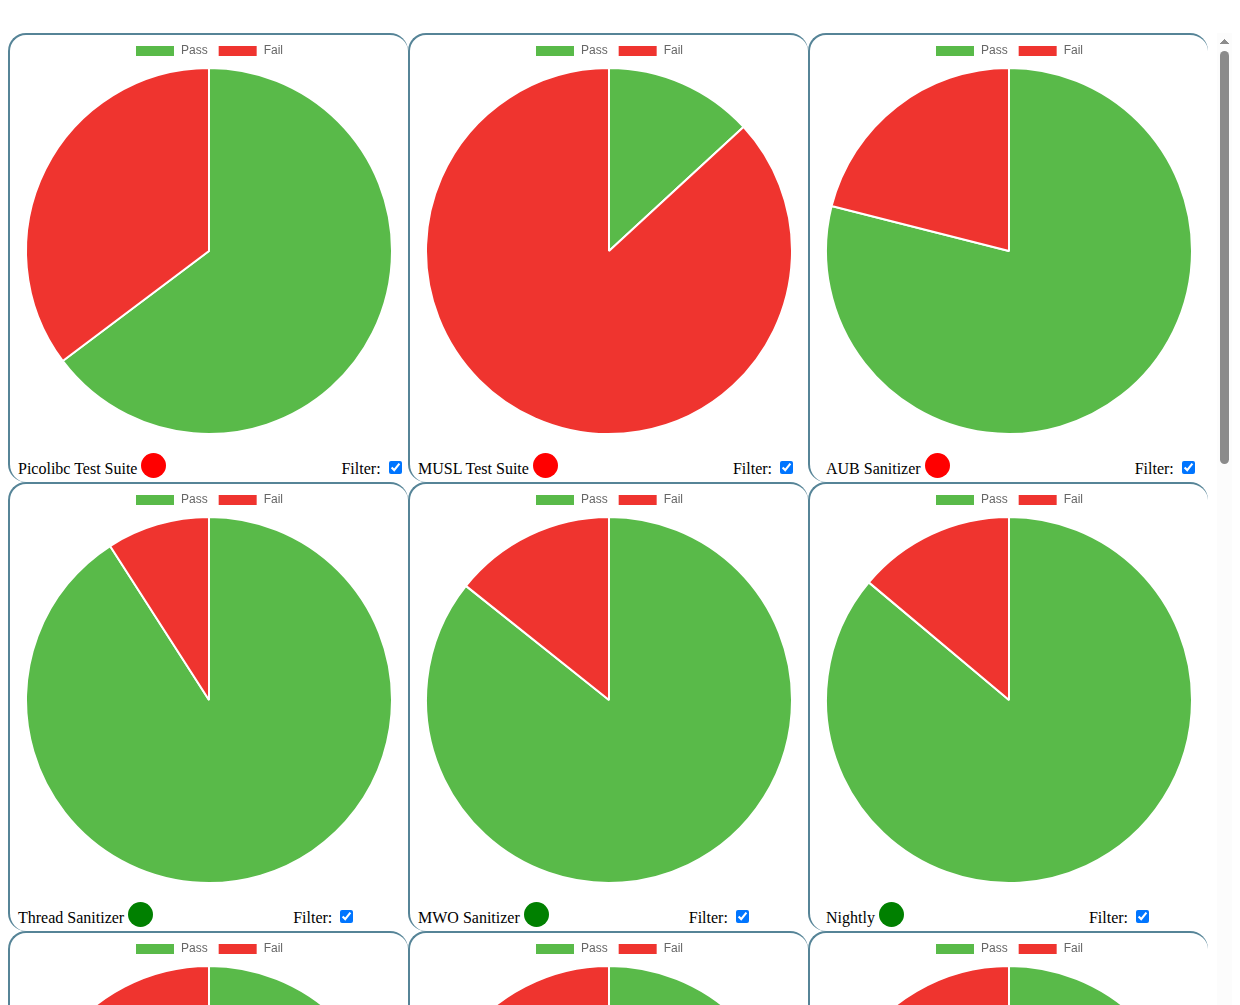 Pass Fail
Pass Fail
Pass Fail
Picolibc Test Suite Filter:
MUSL Test Suite Filter:
AUB Sanitizer Filter:
Pass Fail
Pass Fail
Pass Fail
Thread Sanitizer Filter:
MWO Sanitizer Filter:
Nightly Filter:
Pass Fail
Pass Fail
Pass Fail